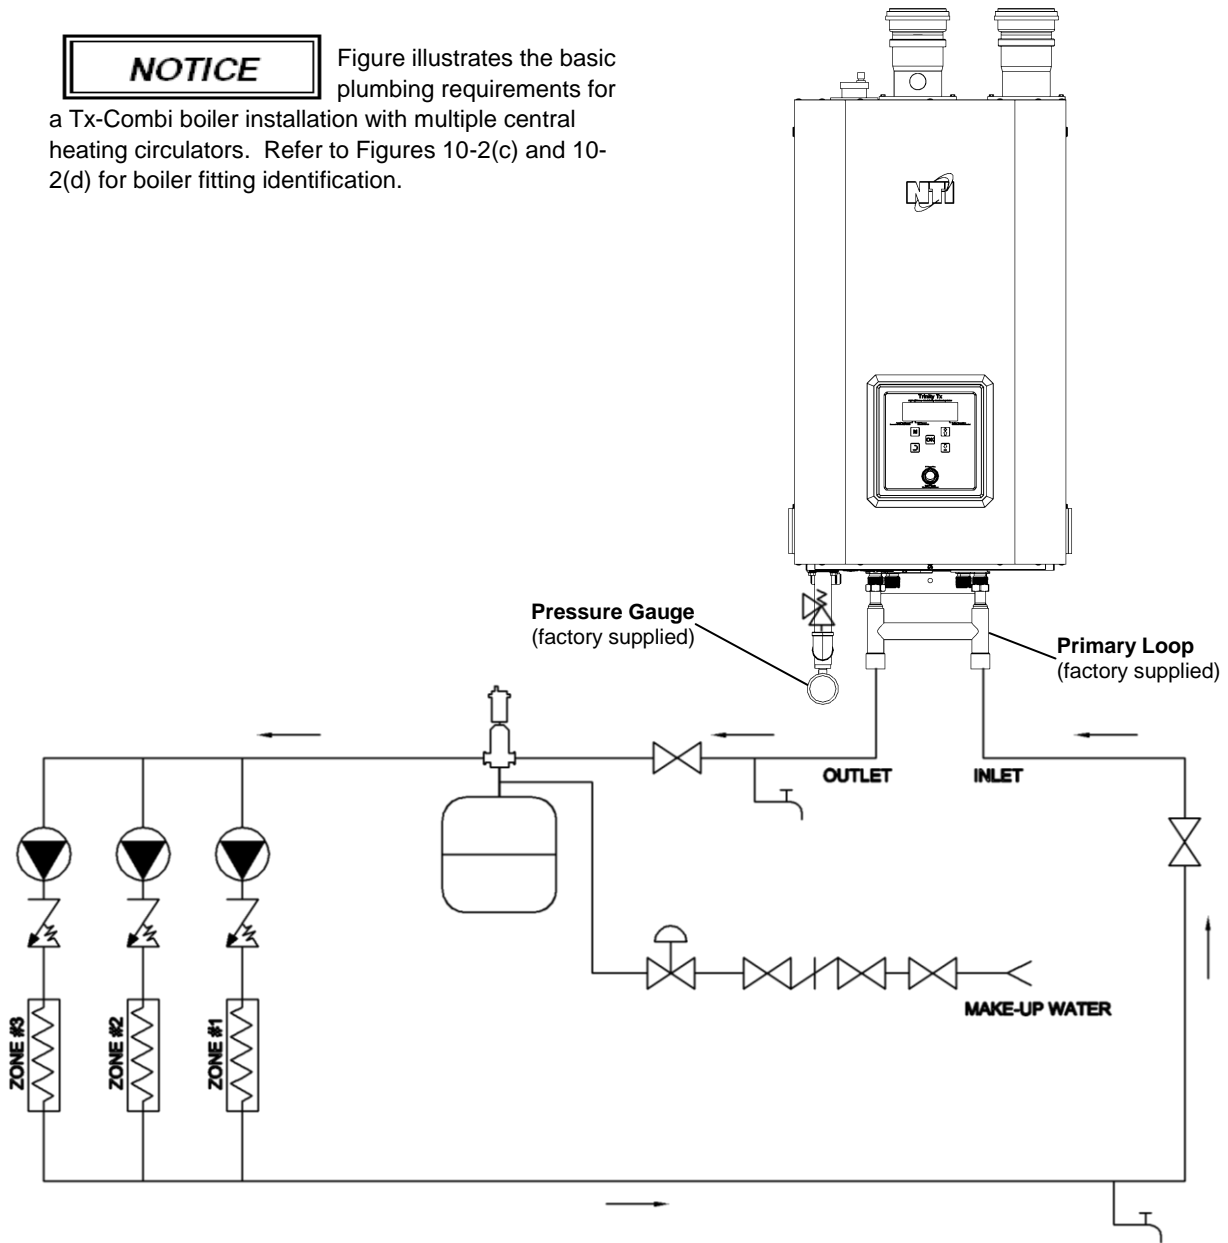 NOTICE
Figure illustrates the basic
plumbing requirements for
a Tx-Combi boiler installation with multiple central
heating circulators. Refer to Figures 10-2(c) and 10-
2(d) for boiler fitting identification.
NTI
Trinity Tx
OK
Pressure Gauge
(factory supplied)
Primary Loop
(factory supplied)
OUTLET
INLET
MAKE-UP WATER
ZONE #3
ZONE #2
ZONE #1